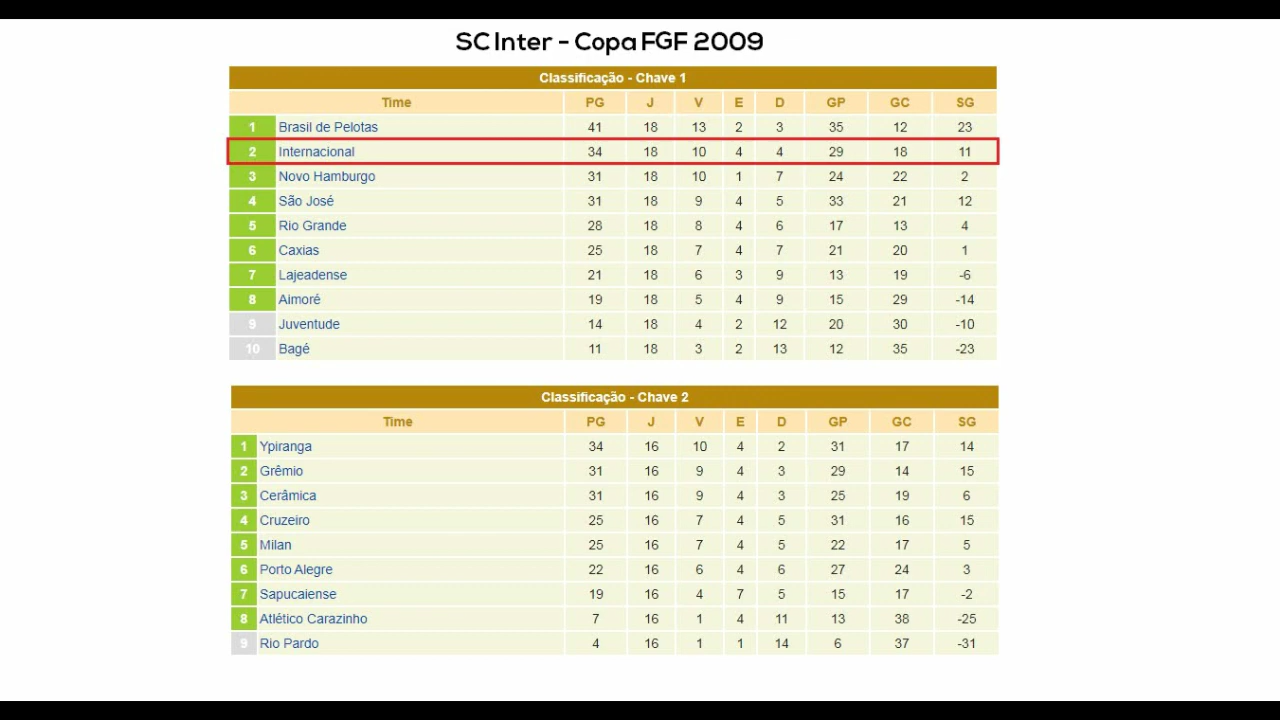 SC Inter - Copa FGF 2009
Classificação - Chave 1
Time PG J V E D GP GC SG
1 Brasil de Pelotas 41 18 13 2 3 35 12 23
2 Internacional 34 18 10 4 4 29 18 11
3 Novo Hamburgo 31 18 10 1 7 24 22 2
4 São José 31 18 9 4 5 33 21 12
5 Rio Grande 28 18 8 4 6 17 13 4
6 Caxias 25 18 7 4 7 21 20 1
7 Lajeadense 21 18 6 3 9 13 19 -6
8 Aimoré 19 18 5 4 9 15 29 -14
9 Juventude 14 18 4 2 12 20 30 -10
10 Bagé 11 18 3 2 13 12 35 -23
Classificação - Chave 2
Time PG J V E D GP GC SG
1 Ypiranga 34 16 10 4 2 31 17 14
2 Grêmio 31 16 9 4 3 29 14 15
3 Cerâmica 31 16 9 4 3 25 19 6
4 Cruzeiro 25 16 7 4 5 31 16 15
5 Milan 25 16 7 4 5 22 17 5
6 Porto Alegre 22 16 6 4 6 27 24 3
7 Sapucaiense 19 16 4 7 5 15 17 -2
8 Atlético Carazinho 7 16 1 4 11 13 38 -25
9 Rio Pardo 4 16 1 1 14 6 37 -31